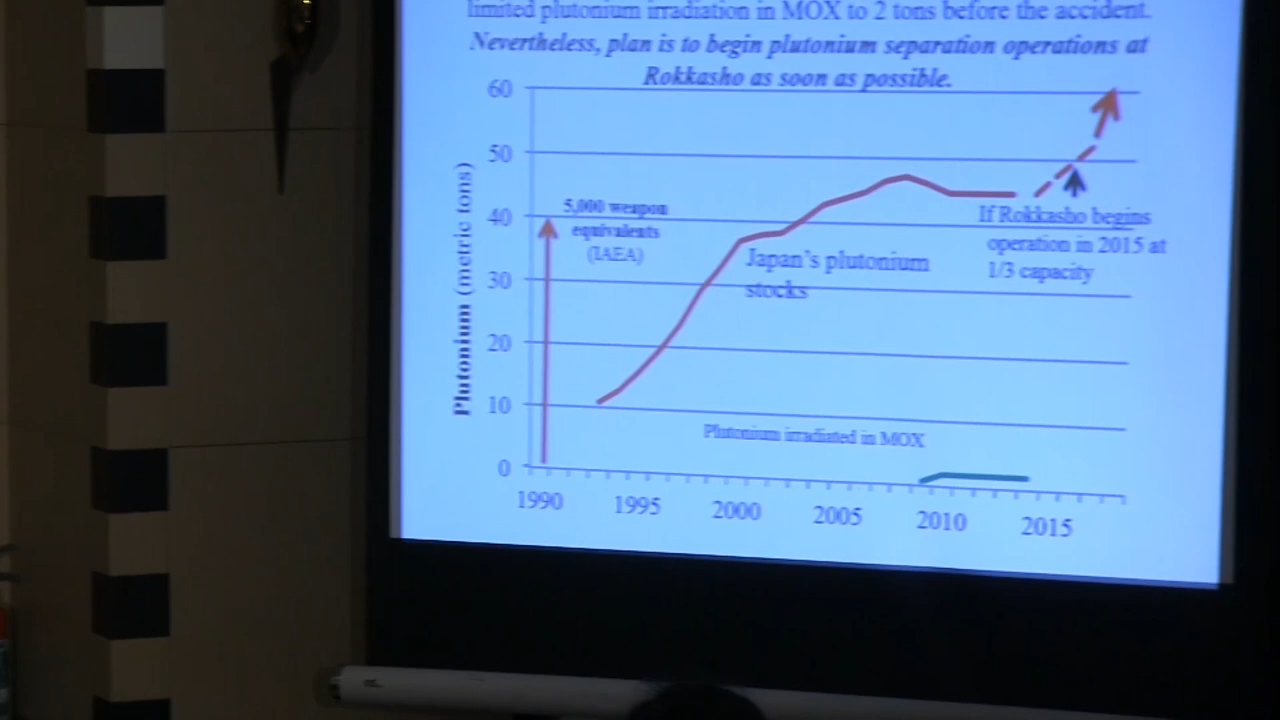 limited plutonium irradiation in MOX to 2 tons before the accident.
Nevertheless, plan is to begin plutonium separation operations at
Rokkasho as soon as possible.
Plutonium (metric tons)
60
50
40
30
20
10
0
5,000 weapon
equivalents
(IAEA)
Japan's plutonium
stocks
If Rokkasho begins
operation in 2015 at
1/3 capacity
Plutonium irradiated in MOX
1990
1995
2000
2005
2010
2015